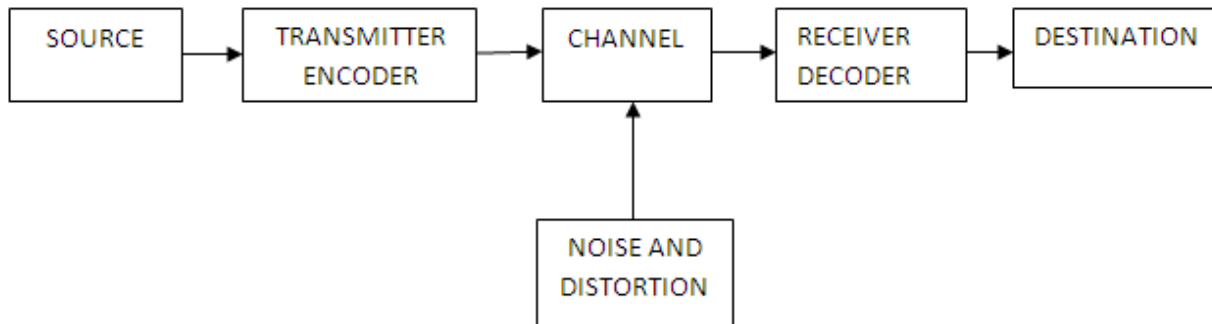 SOURCE
TRANSMITTER
ENCODER
CHANNEL
RECEIVER
DECODER
DESTINATION
NOISE AND
DISTORTION